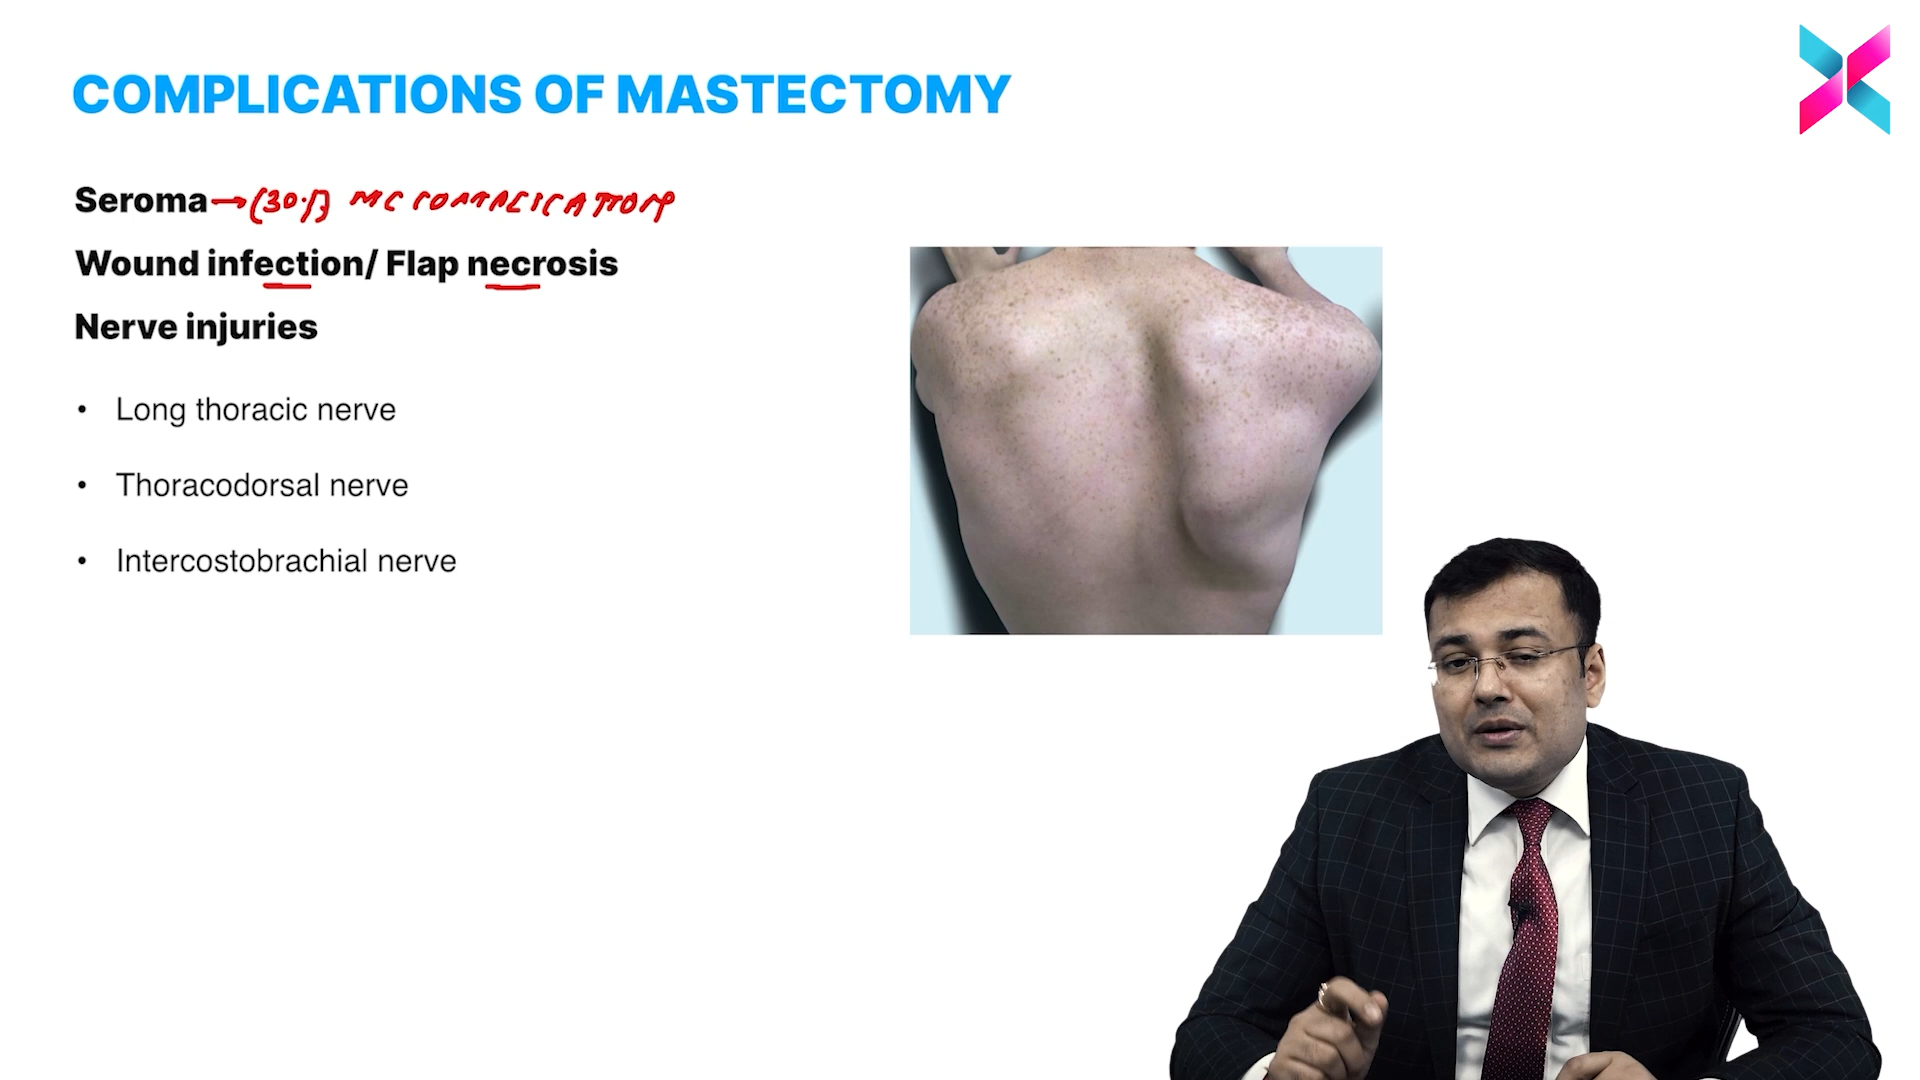 COMPLICATIONS OF MASTECTOMY
Seroma→(30%) MC COMPLICATION
Wound infection/ Flap necrosis
Nerve injuries
• Long thoracic nerve
• Thoracodorsal nerve
• Intercostobrachial nerve